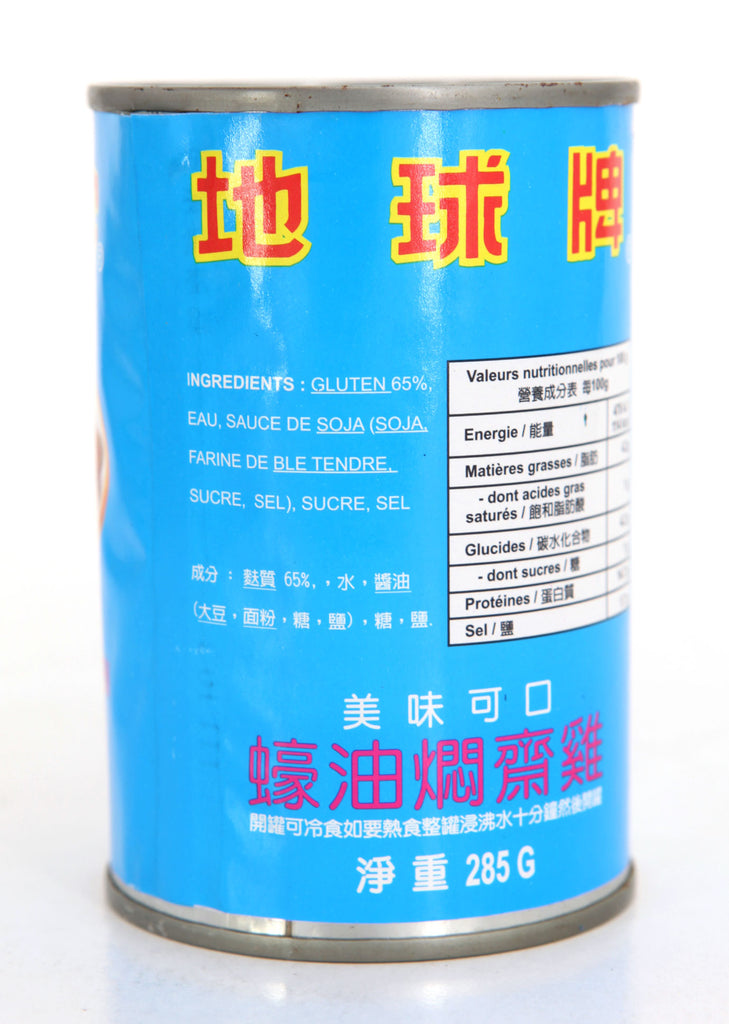 地球牌
INGREDIENTS : GLUTEN 65%,
EAU, SAUCE DE SOJA (SOJA,
FARINE DE BLE TENDRE,
SUCRE, SEL), SUCRE, SEL
成分 : 麩質 65%, , 水 , 醬油
(大豆 , 面粉 , 糖 , 鹽) , 糖 , 鹽.
Valeurs nutritionnelles pour
營養成分表 每100g
Energie / 能量
Matières grasses / 脂肪
- dont acides gras
saturés / 飽和脂肪酸
Glucides / 碳水化合物
- dont sucres / 糖
Protéines / 蛋白質
Sel / 鹽
美味可口
蠔油燜齋雞
開罐可冷食如要熱食整罐浸沸水十分鐘然後開罐
淨重 285 G